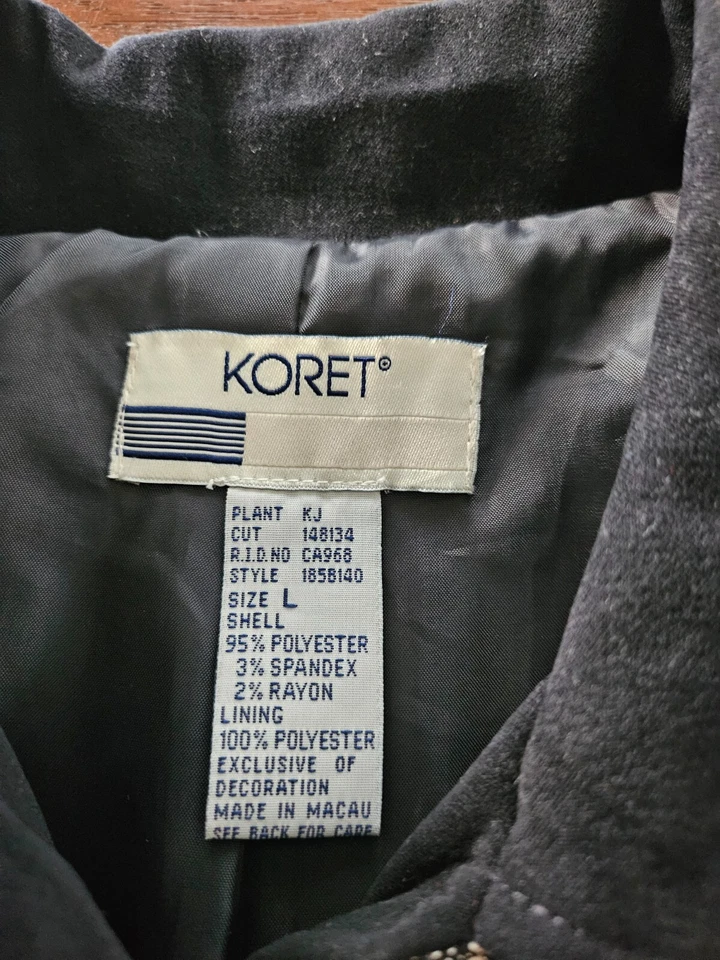 KORET®
PLANT KJ
CUT 148134
R.I.D.NO CA968
STYLE 1858140
SIZE L
SHELL
95% POLYESTER
3% SPANDEX
2% RAYON
LINING
100% POLYESTER
EXCLUSIVE OF
DECORATION
MADE IN MACAU
SEE BACK FOR CARE